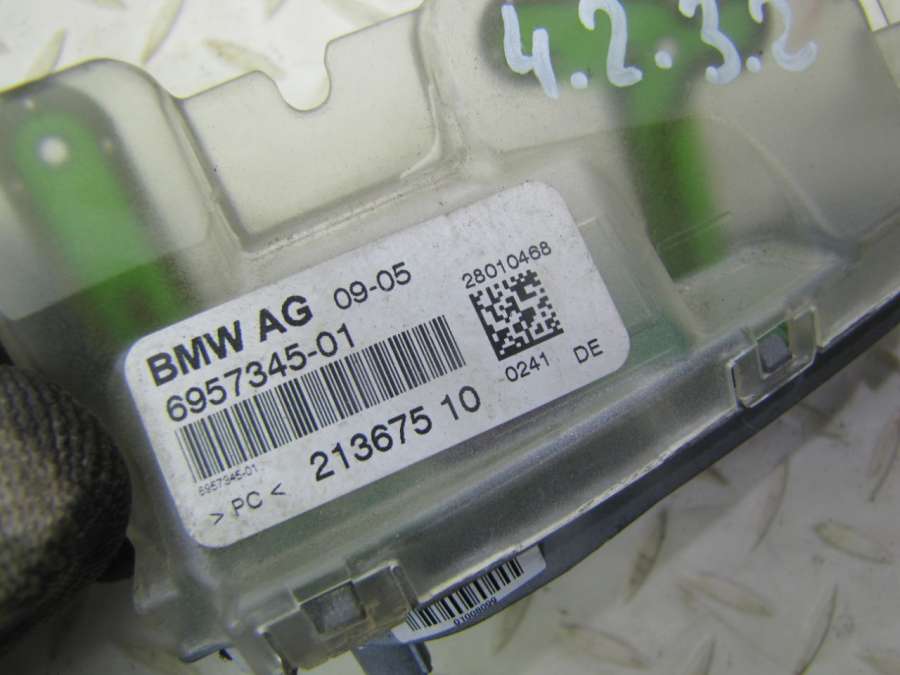 4.2.3.2
BMW AG 09-05
6957345-01
28010468
0241 DE
213675 10
6957345-01
> PC <